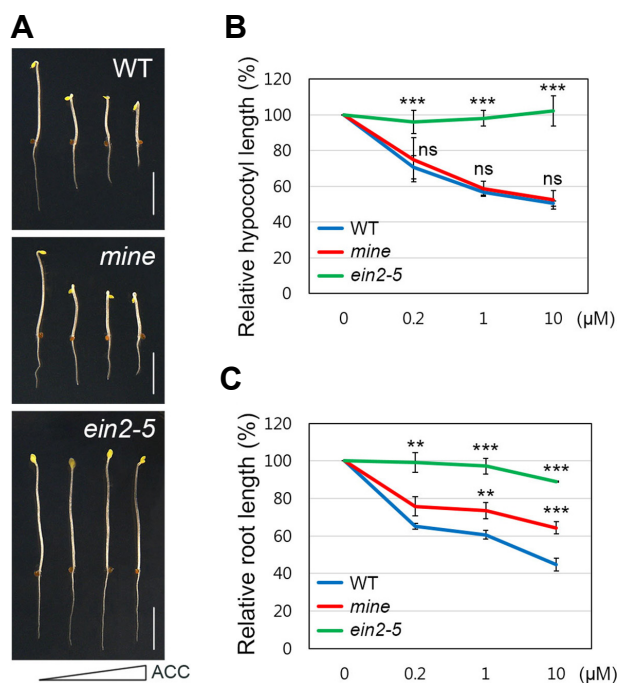 A
WT
mine
ein2-5
ACC
B
Relative hypocotyl length (%)
120
100
80
60
40
20
0
*** *** ***
ns ns ns
WT
mine
ein2-5
0 0.2 1 10 (μM)
C
Relative root length (%)
120
100
80
60
40
20
0
** *** ***
** ***
WT
mine
ein2-5
0 0.2 1 10 (μM)